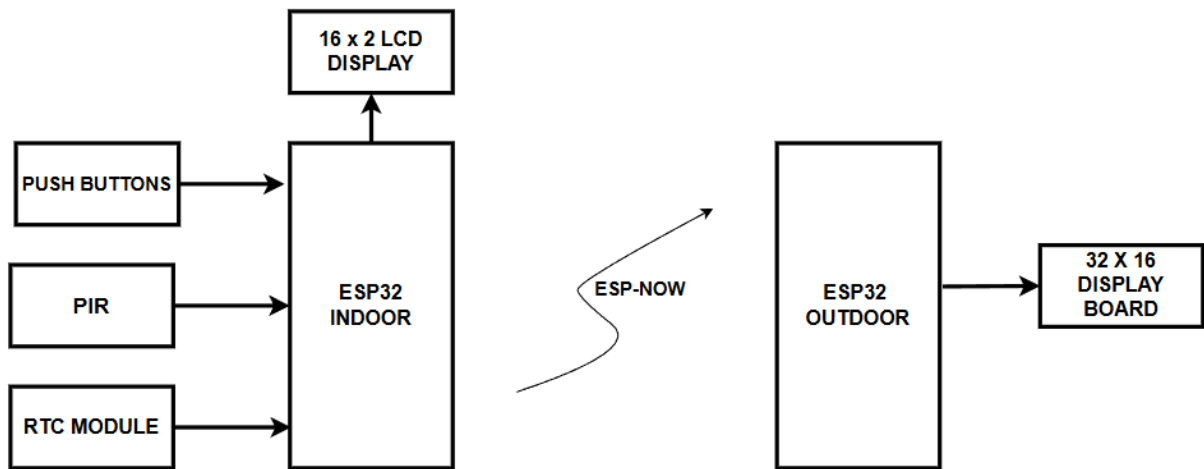 16 x 2 LCD
DISPLAY
PUSH BUTTONS
PIR
RTC MODULE
ESP32
INDOOR
ESP-NOW
ESP32
OUTDOOR
32 X 16
DISPLAY
BOARD